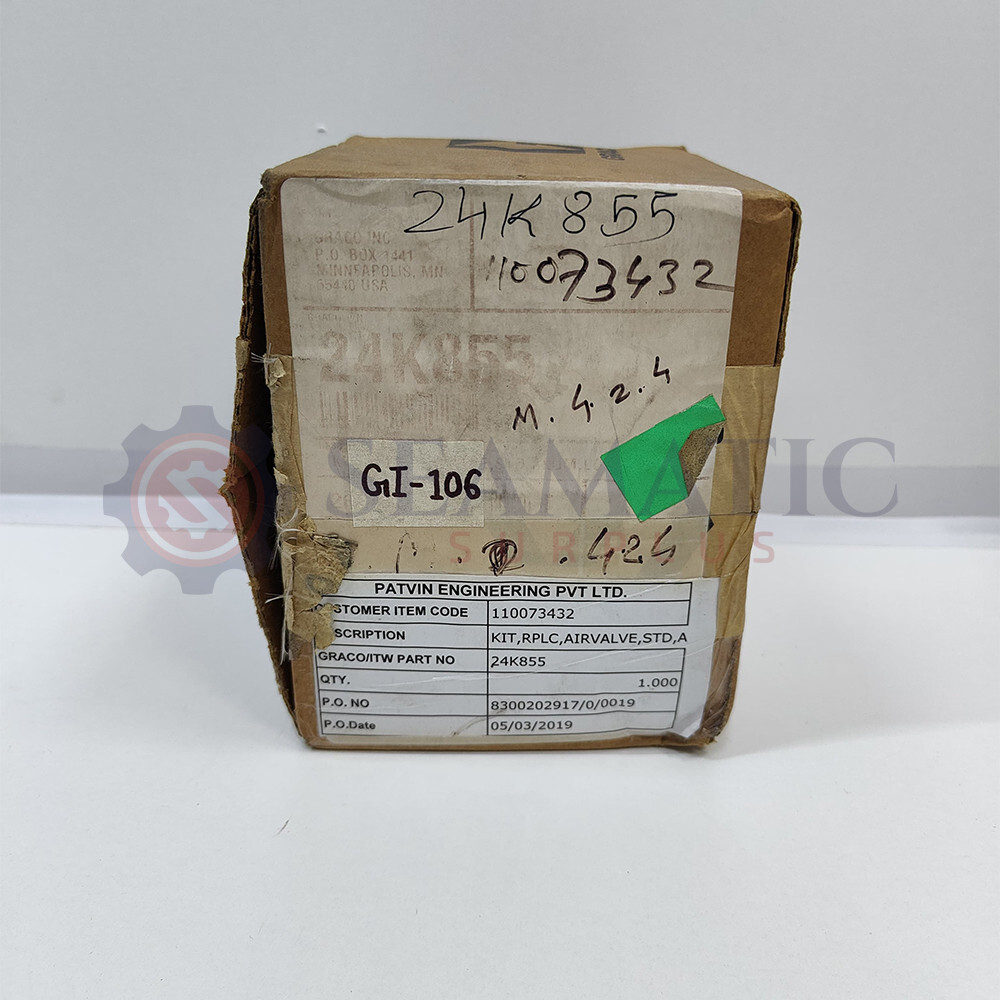 24K855
GRACO INC
P.O. BOX 1441
MINNEAPOLIS, MN
55440 USA
110073432
24K855
M.4.2.4
GI-106
SEAMATIC
SURPLUS
.424
PATVIN ENGINEERING PVT LTD.
CUSTOMER ITEM CODE 110073432
DESCRIPTION KIT,RPLC,AIRVALVE,STD,A
GRACO/ITW PART NO 24K855
QTY. 1.000
P.O. NO 8300202917/0/0019
P.O.Date 05/03/2019